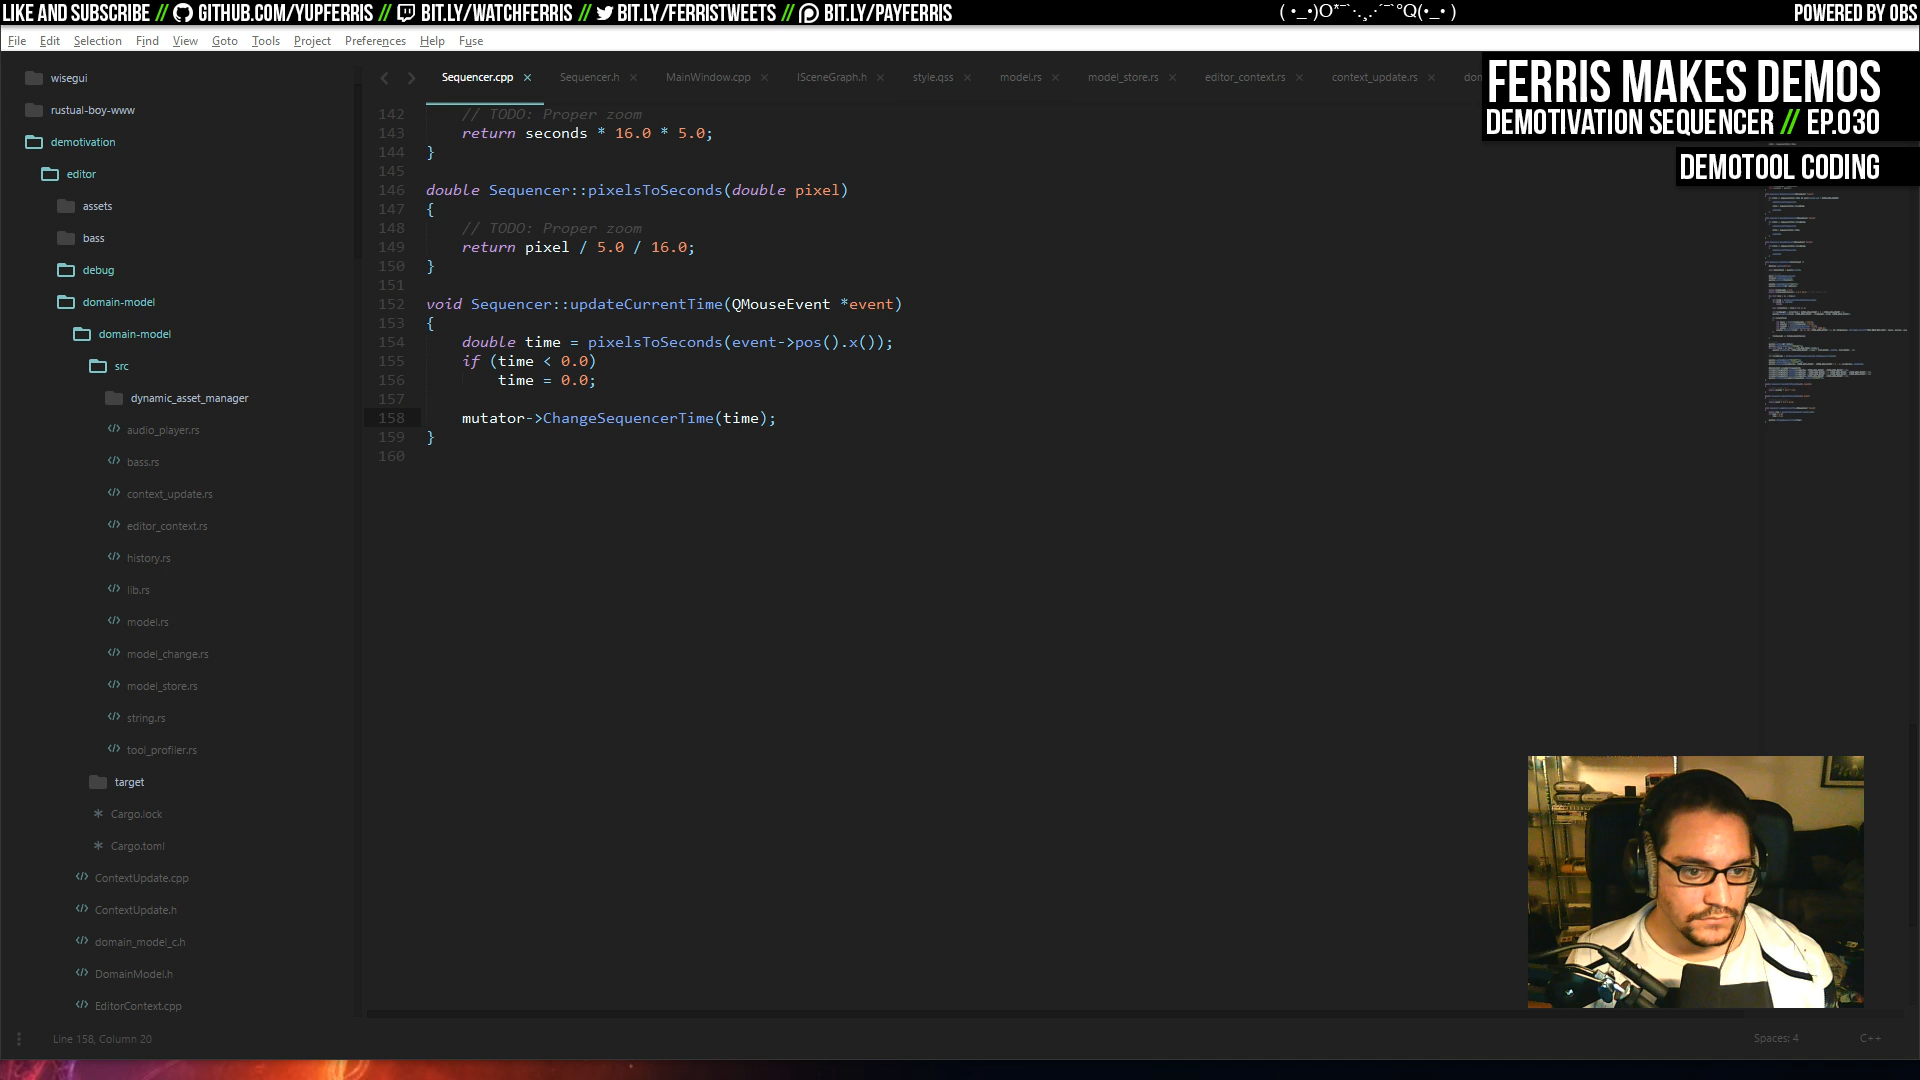 LIKE AND SUBSCRIBE // GITHUB.COM/YUPFERRIS // BIT.LY/WATCHFERRIS // BIT.LY/FERRISTWEETS // BIT.LY/PAYFERRIS
POWERED BY OBS
File Edit Selection Find View Goto Tools Project Preferences Help Fuse
FERRIS MAKES DEMOS
DEMOTIVATION SEQUENCER // EP.030
DEMOTOOL CODING
wisegui
rustual-boy-www
demotivation
editor
assets
bass
debug
domain-model
domain-model
src
dynamic_asset_manager
audio_player.rs
bass.rs
context_update.rs
editor_context.rs
history.rs
lib.rs
model.rs
model_change.rs
model_store.rs
string.rs
tool_profiler.rs
target
Cargo.lock
Cargo.toml
ContextUpdate.cpp
ContextUpdate.h
domain_model_c.h
DomainModel.h
EditorContext.cpp
Sequencer.cpp Sequencer.h MainWindow.cpp ISceneGraph.h style.qss model.rs model_store.rs editor_context.rs context_update.rs
142 // TODO: Proper zoom
143 return seconds * 16.0 * 5.0;
144 }
145
146 double Sequencer::pixelsToSeconds(double pixel)
147 {
148 // TODO: Proper zoom
149 return pixel / 5.0 / 16.0;
150 }
151
152 void Sequencer::updateCurrentTime(QMouseEvent *event)
153 {
154 double time = pixelsToSeconds(event->pos().x());
155 if (time < 0.0)
156 time = 0.0;
157
158 mutator->ChangeSequencerTime(time);
159 }
160
Line 158, Column 20
Spaces: 4
C++